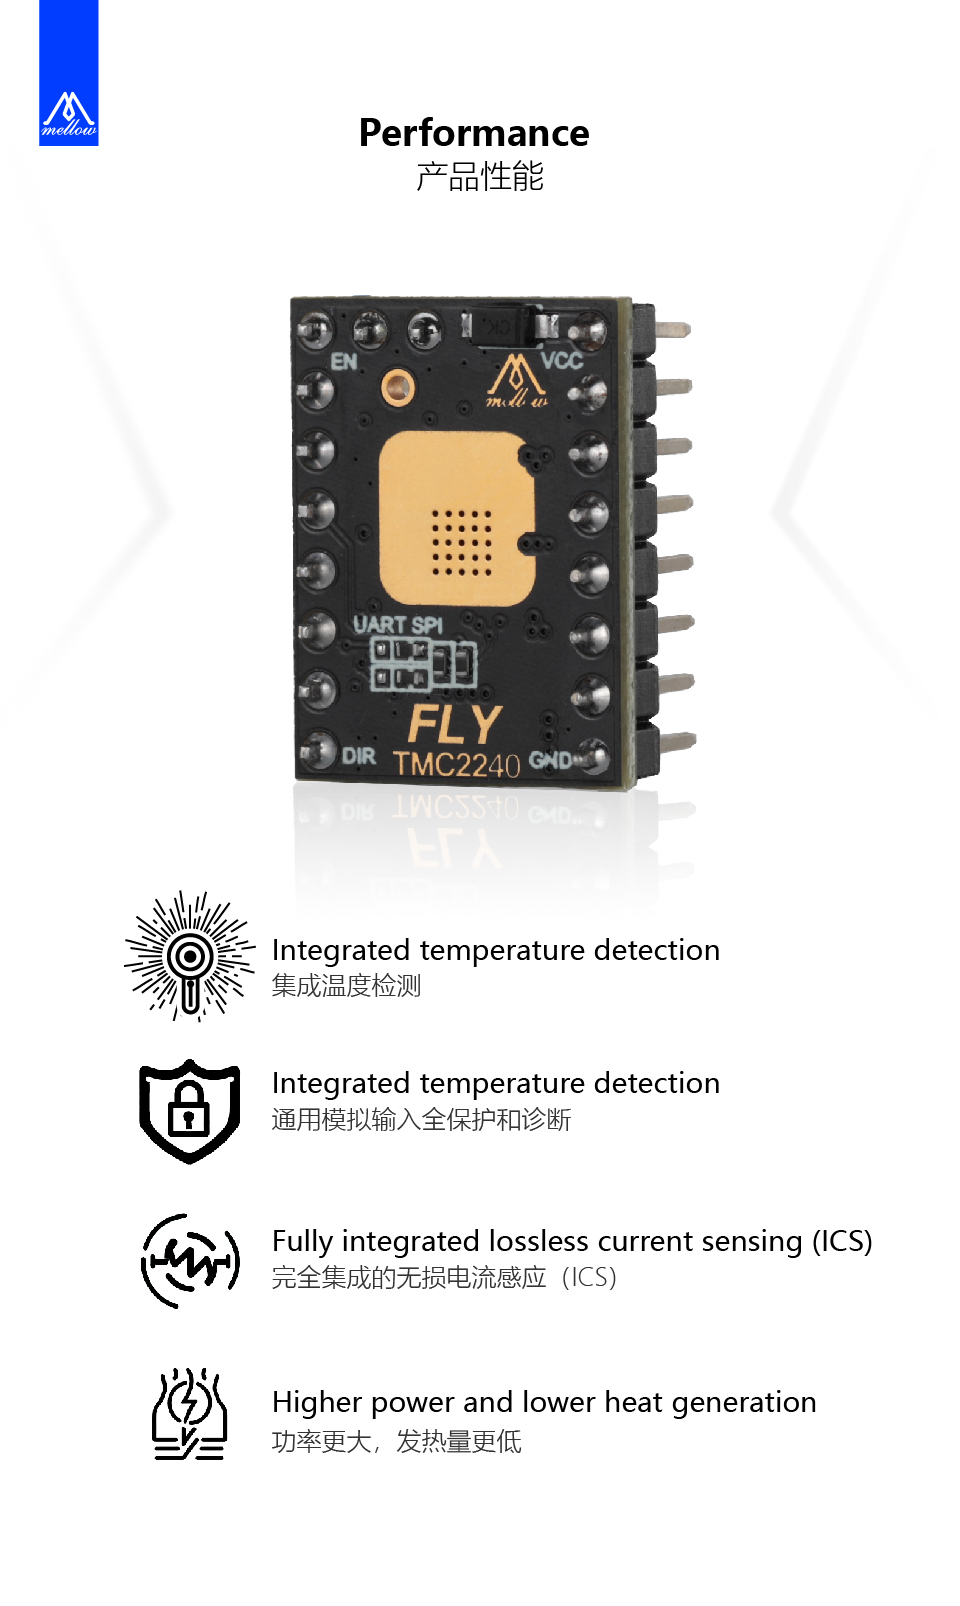 mellow
Performance
产品性能
CK
EN
VCC
mellow
UART SPI
FLY
DIR
TMC2240
GND
Integrated temperature detection
集成温度检测
Integrated temperature detection
通用模拟输入全保护和诊断
Fully integrated lossless current sensing (ICS)
完全集成的无损电流感应（ICS）
Higher power and lower heat generation
功率更大，发热量更低